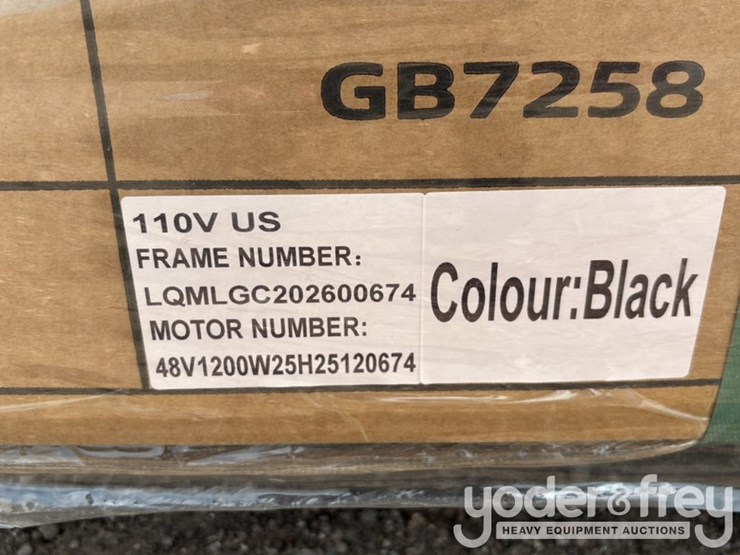 GB7258
110V US
FRAME NUMBER:
LQMLGC202600674
MOTOR NUMBER:
48V1200W25H25120674
Colour:Black
yoder&frey
HEAVY EQUIPMENT AUCTIONS